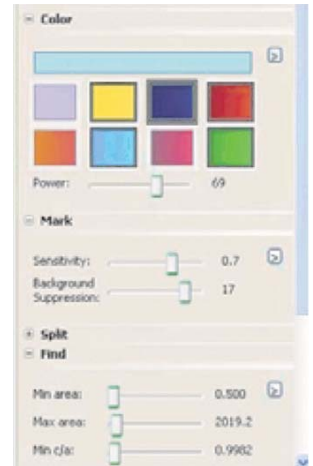 Color
Power: 69
Mark
Sensitivity: 0.7
Background
Suppression: 17
Split
Find
Min area: 0.500
Max area: 2019.2
Min c/a: 0.9982